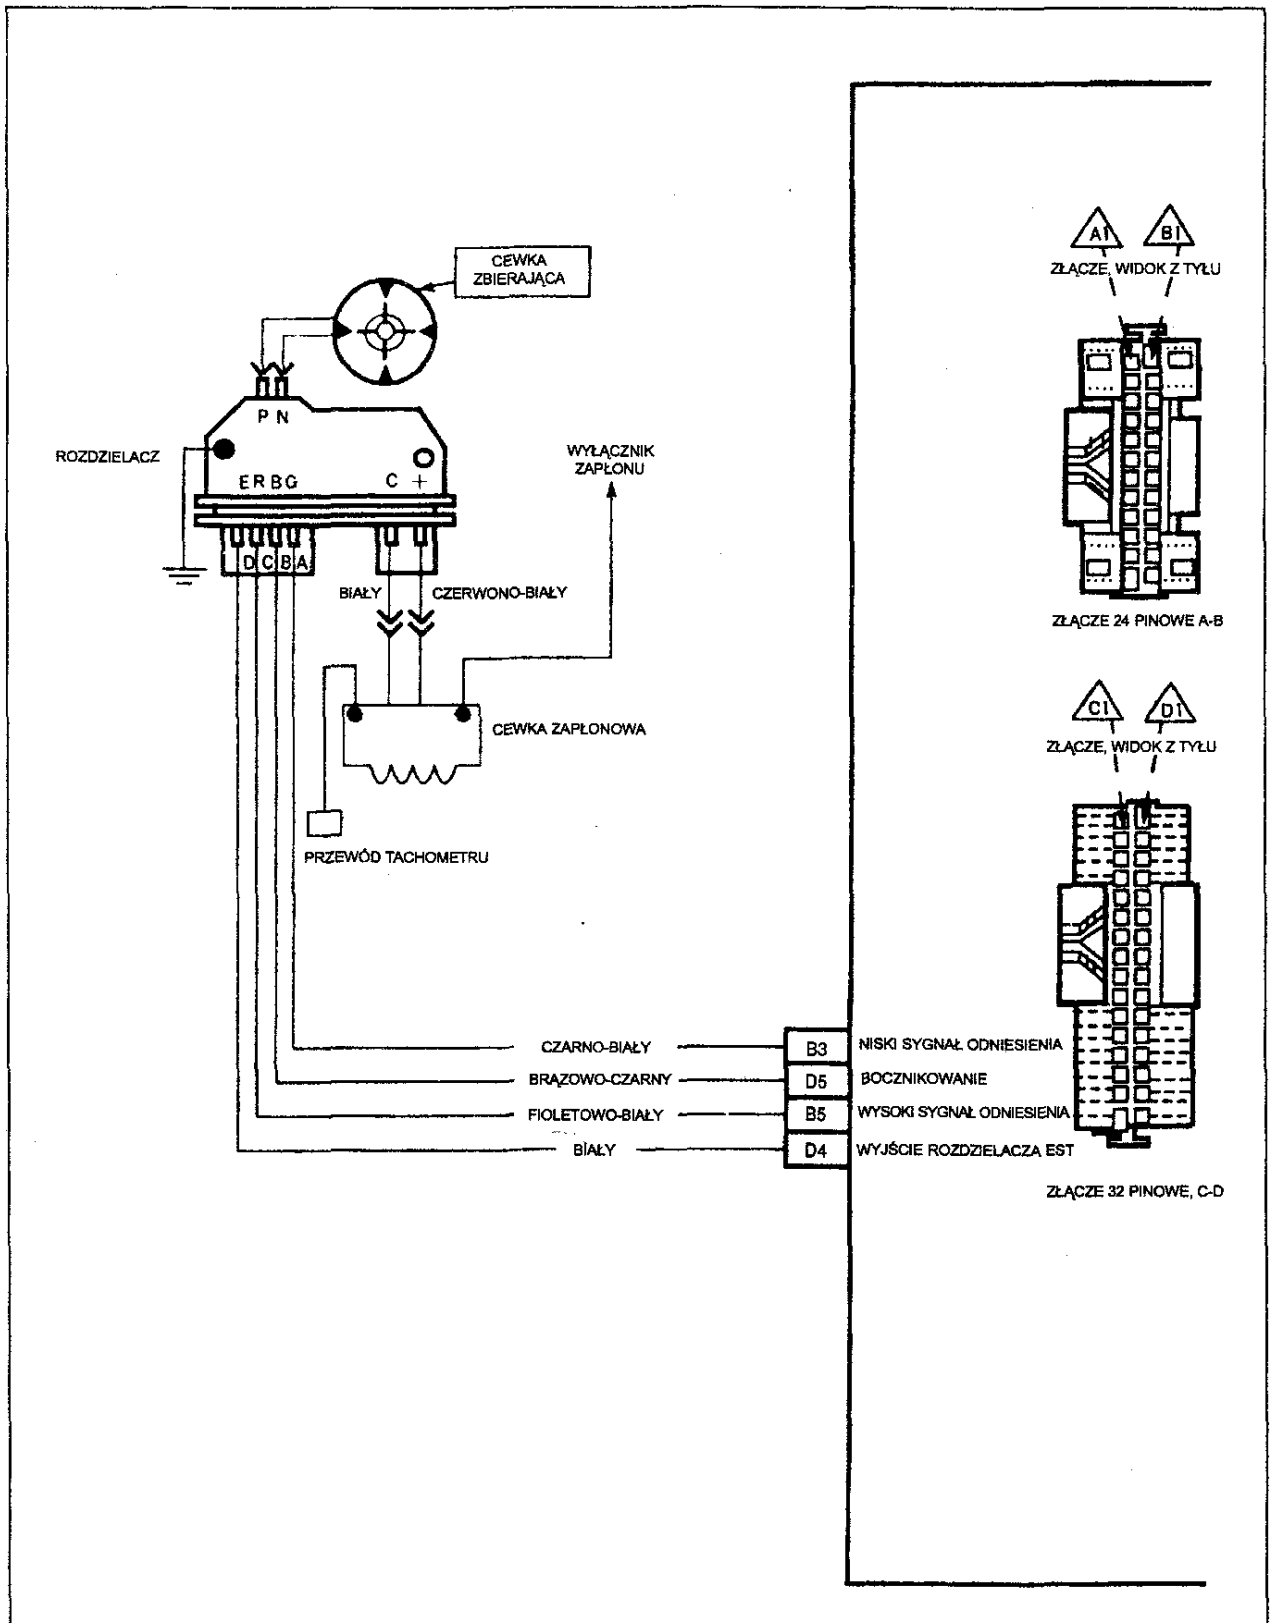 A1
B1
ZŁĄCZE, WIDOK Z TYŁU
CEWKA
ZBIERAJĄCA
P N
ROZDZIELACZ
E R B G
C +
WYŁĄCZNIK
ZAPŁONU
D C B A
BIAŁY
CZERWONO-BIAŁY
ZŁĄCZE 24 PINOWE A-B
C1
D1
ZŁĄCZE, WIDOK Z TYŁU
CEWKA ZAPŁONOWA
PRZEWÓD TACHOMETRU
CZARNO-BIAŁY
B3
NISKI SYGNAŁ ODNIESIENIA
BRĄZOWO-CZARNY
D5
BOCZNIKOWANIE
FIOLETOWO-BIAŁY
B5
WYSOKI SYGNAŁ ODNIESIENIA
BIAŁY
D4
WYJŚCIE ROZDZIELACZA EST
ZŁĄCZE 32 PINOWE, C-D